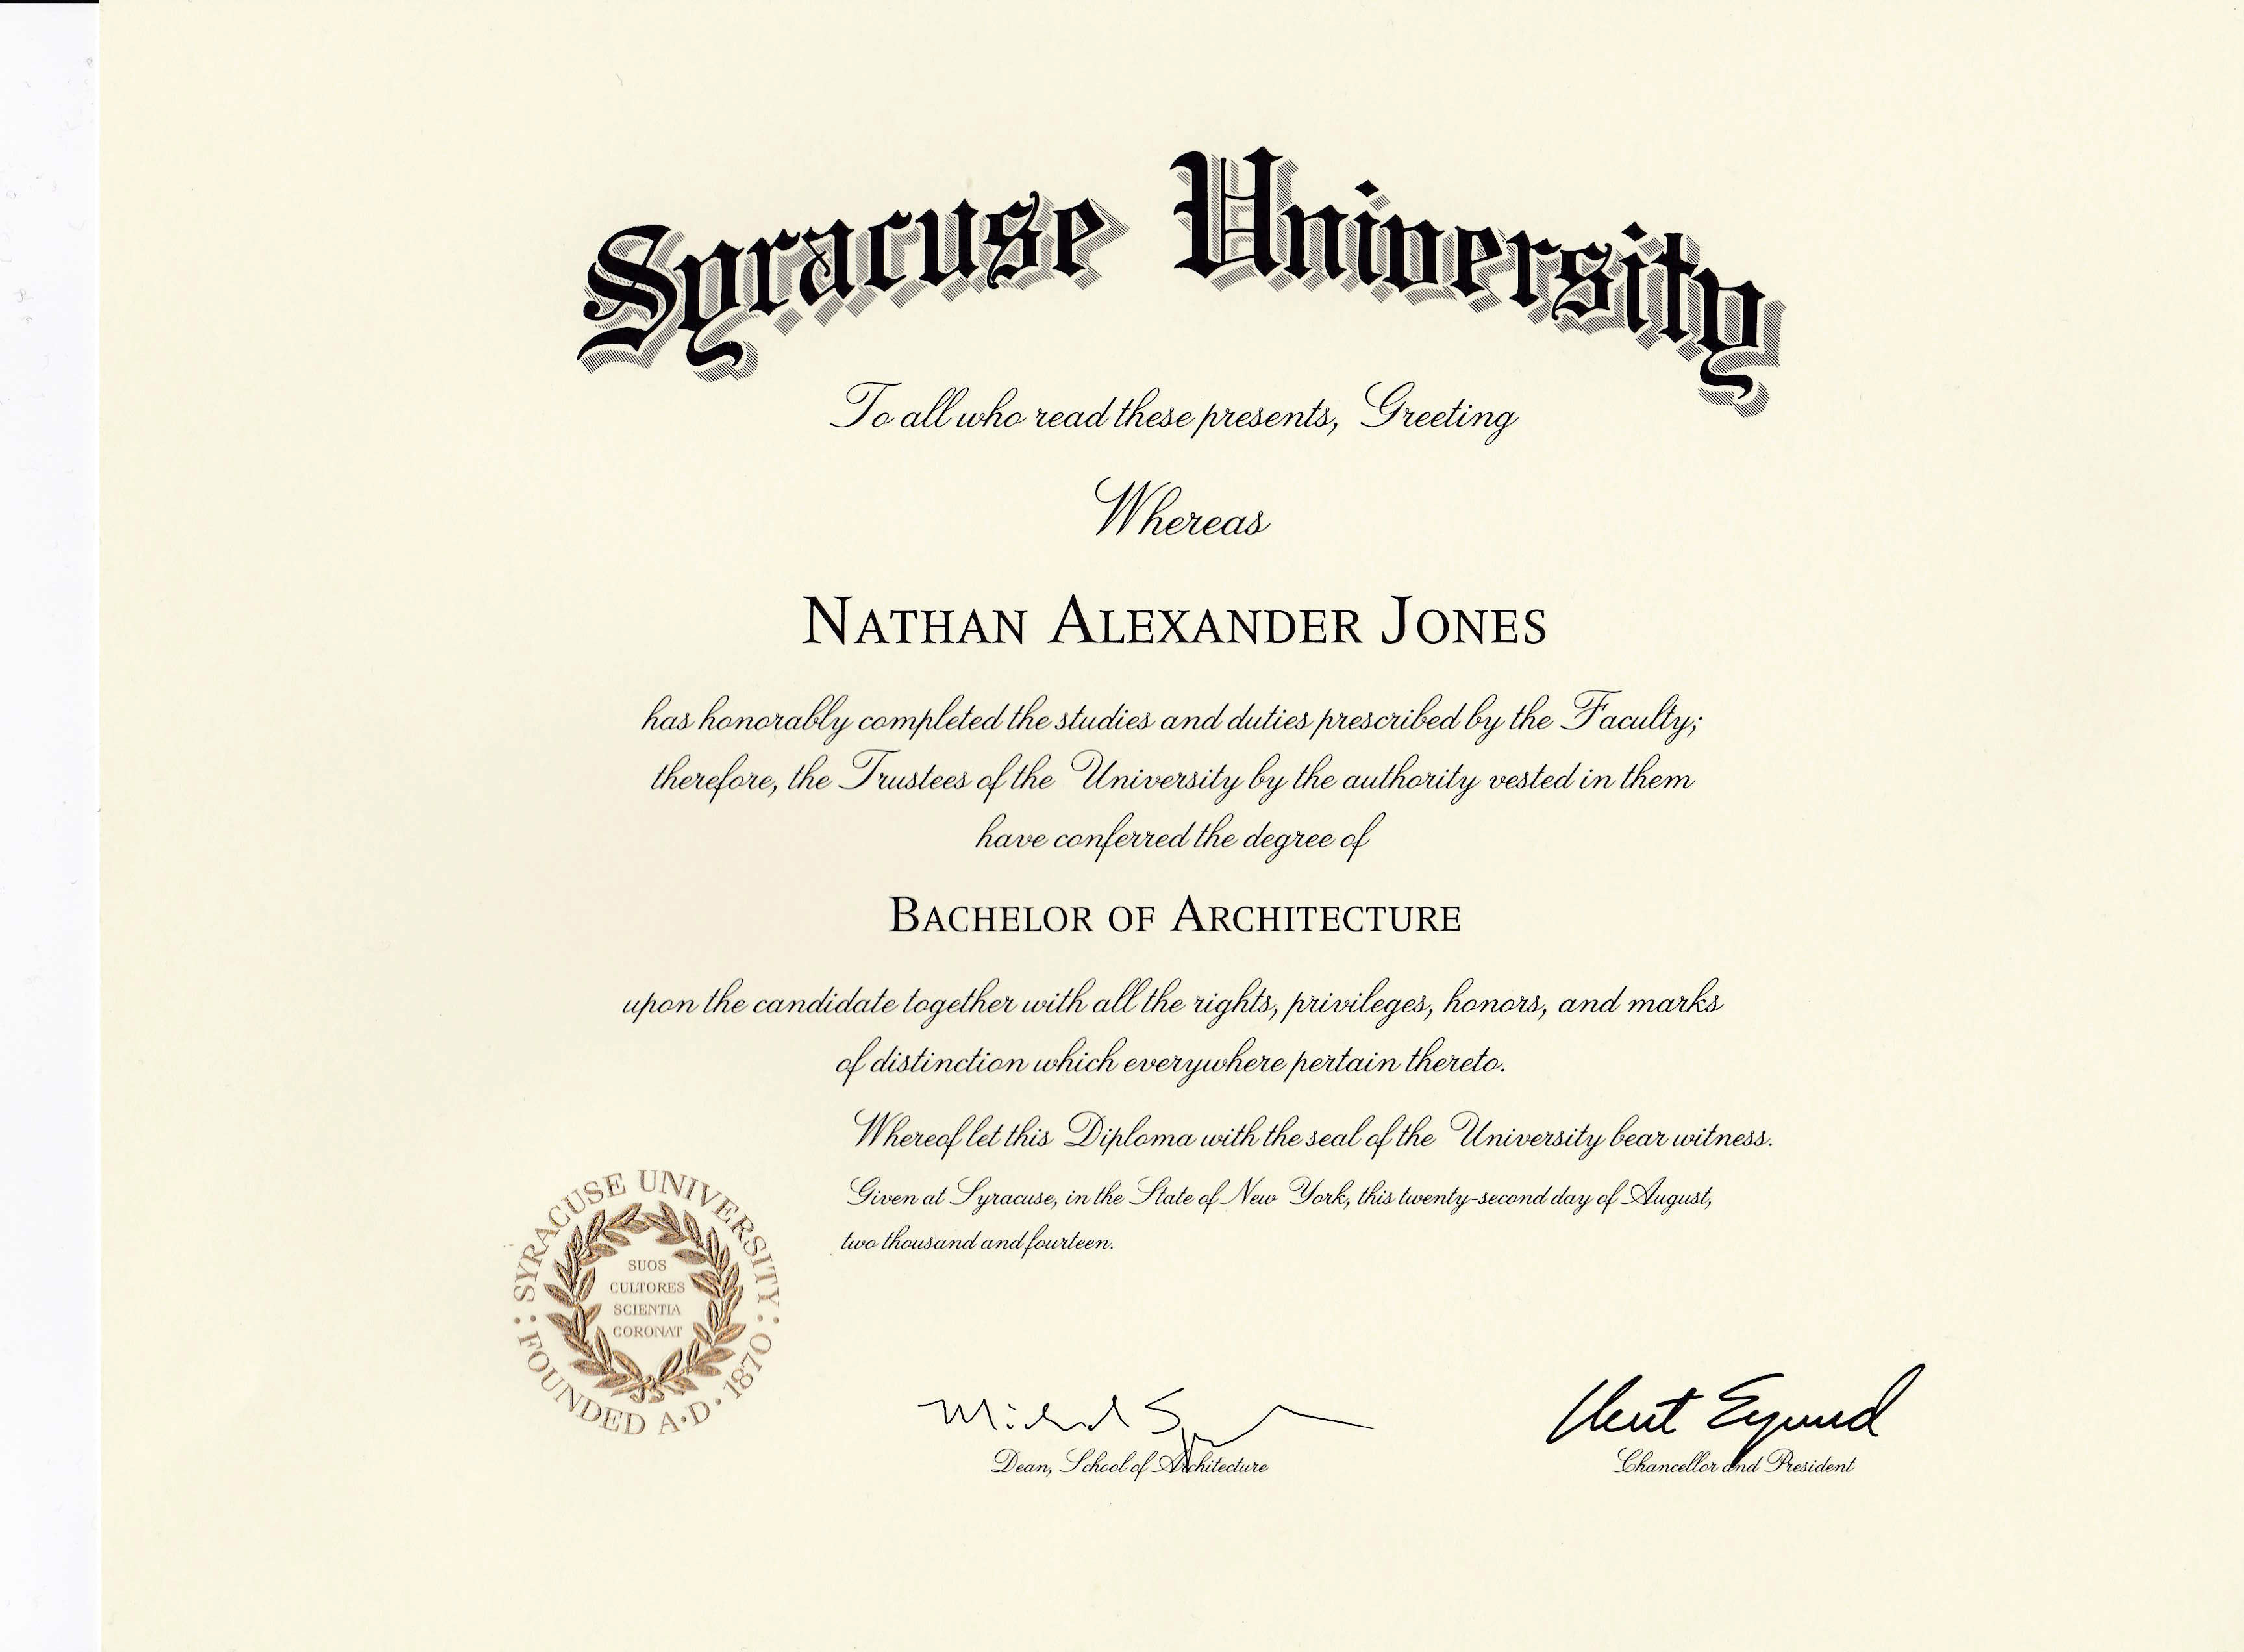 Syracuse University
To all who read these presents, Greeting
Whereas
NATHAN ALEXANDER JONES
has honorably completed the studies and duties prescribed by the Faculty;
therefore, the Trustees of the University by the authority vested in them
have conferred the degree of
BACHELOR OF ARCHITECTURE
upon the candidate together with all the rights, privileges, honors, and marks
of distinction which everywhere pertain thereto.
Whereof let this Diploma with the seal of the University bear witness.
Given at Syracuse, in the State of New York, this twenty-second day of August,
two thousand and fourteen.
SYRACUSE UNIVERSITY
SUOS
CULTORES
SCIENTIA
CORONAT
FOUNDED A·D·1870
Dean, School of Architecture
Chancellor and President